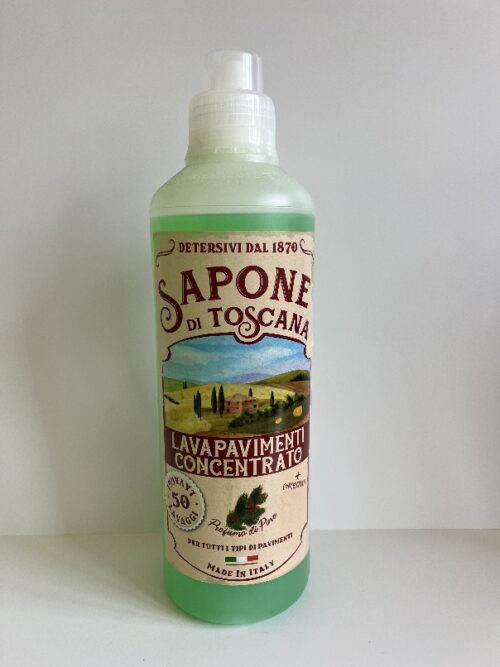 DETERSIVI DAL 1870
SAPONE
DI TOSCANA
LAVAPAVIMENTI
CONCENTRATO
50
LAVAGGI
Profumo di Pino
PER TUTTI I TIPI DI PAVIMENTI
MADE IN ITALY